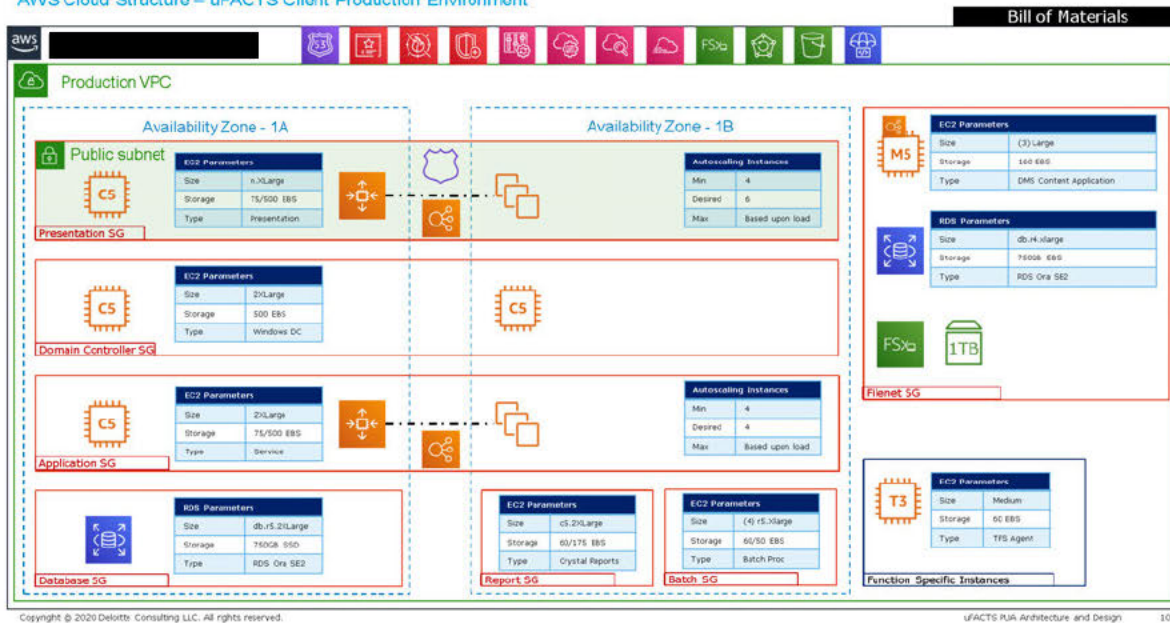 AWS Cloud Structure – uFACTS Client Production Environment
Bill of Materials
aws
S3
FSx
Production VPC
Availability Zone - 1A
Availability Zone - 1B
Public subnet
C5
EC2 Parameters
Size n.XLarge
Storage 75/500 EBS
Type Presentation
Autoscaling Instances
Min 4
Desired 6
Max Based upon load
Presentation SG
C5
EC2 Parameters
Size 2XLarge
Storage 500 EBS
Type Windows DC
C5
Domain Controller SG
C5
EC2 Parameters
Size 2XLarge
Storage 75/500 EBS
Type Service
Autoscaling Instances
Min 4
Desired 4
Max Based upon load
Application SG
RDS Parameters
Size db.r5.2XLarge
Storage 750GB SSD
Type RDS Ora SE2
Database SG
EC2 Parameters
Size c5.2XLarge
Storage 60/175 EBS
Type Crystal Reports
Report SG
EC2 Parameters
Size (4) r5.Xlarge
Storage 60/50 EBS
Type Batch Proc
Batch SG
M5
EC2 Parameters
Size (3) Large
Storage 160 EBS
Type DMS Content Application
RDS Parameters
Size db.r4.xlarge
Storage 750GB EBS
Type RDS Ora SE2
FSx
1TB
Filenet SG
T3
EC2 Parameters
Size Medium
Storage 60 EBS
Type TFS Agent
Function Specific Instances
Copyright © 2020 Deloitte Consulting LLC. All rights reserved.
uFACTS PUA Architecture and Design 10